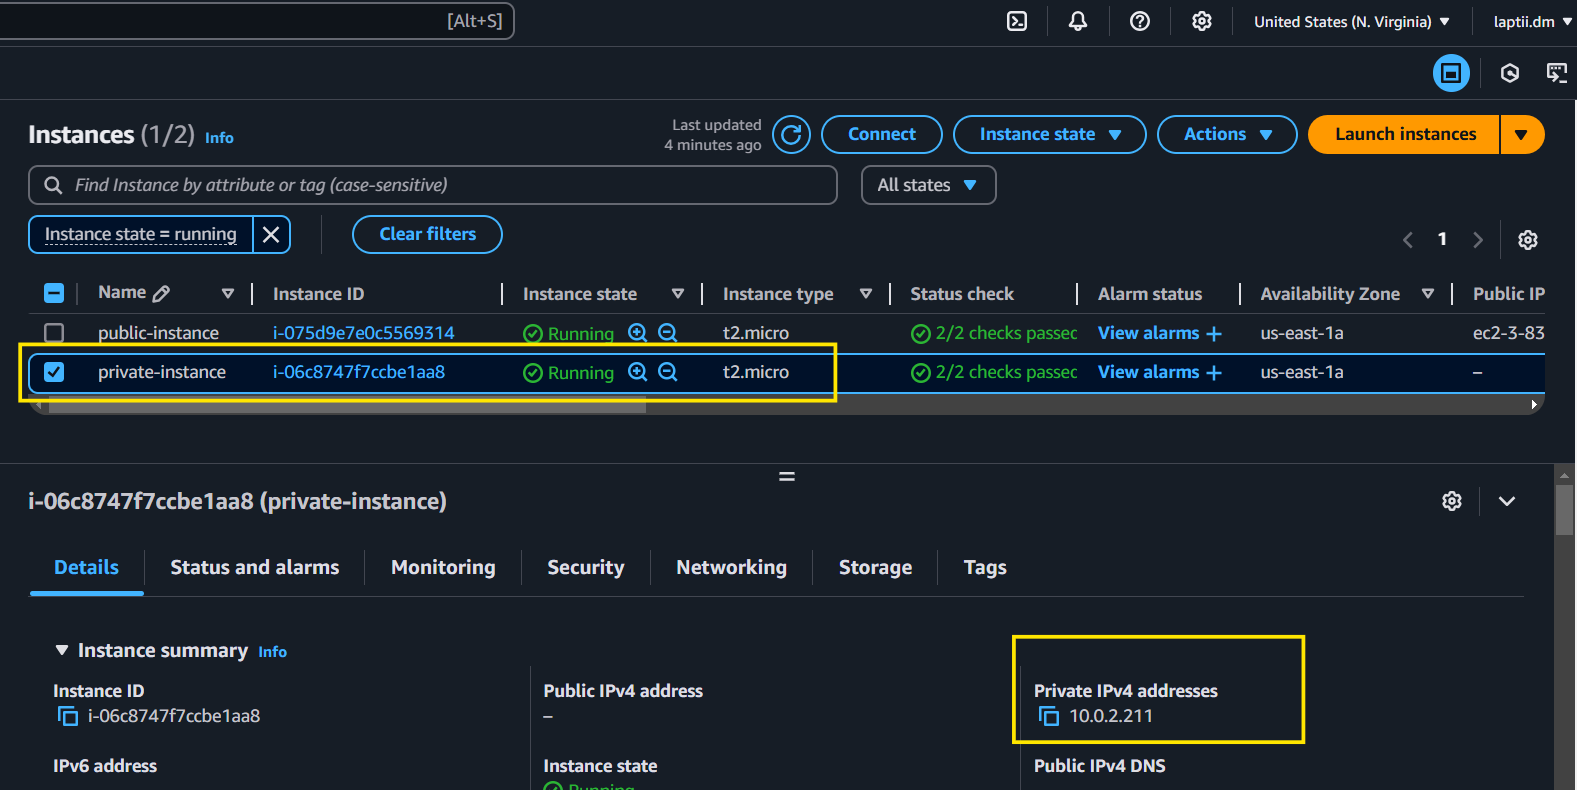 [Alt+S]
United States (N. Virginia)
laptii.dm
Instances (1/2) Info
Last updated
4 minutes ago
Connect
Instance state
Actions
Launch instances
Find Instance by attribute or tag (case-sensitive)
All states
Instance state = running
Clear filters
1
Name Instance ID Instance state Instance type Status check Alarm status Availability Zone Public IP
public-instance i-075d9e7e0c5569314 Running t2.micro 2/2 checks passed View alarms + us-east-1a ec2-3-83
private-instance i-06c8747f7ccbe1aa8 Running t2.micro 2/2 checks passed View alarms + us-east-1a –
i-06c8747f7ccbe1aa8 (private-instance)
Details Status and alarms Monitoring Security Networking Storage Tags
Instance summary Info
Instance ID
i-06c8747f7ccbe1aa8
Public IPv4 address
–
Private IPv4 addresses
10.0.2.211
IPv6 address
Instance state
Running
Public IPv4 DNS